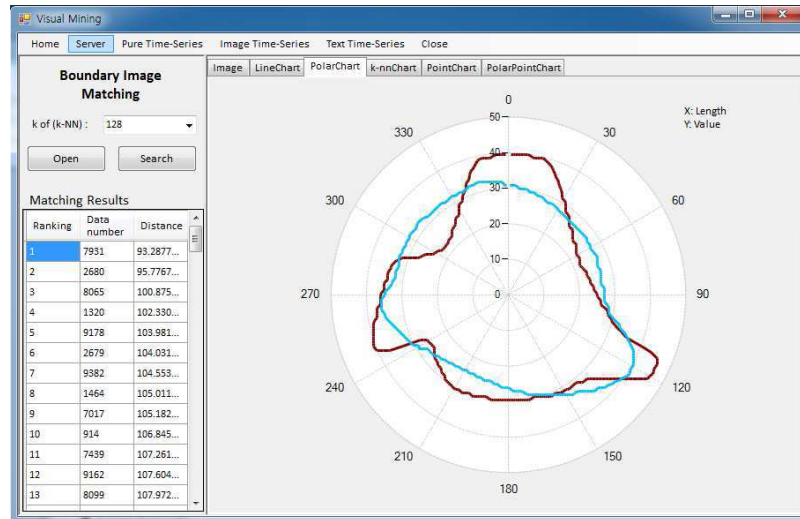 Visual Mining
Home Server Pure Time-Series Image Time-Series Text Time-Series Close
Boundary Image
Matching
k of (k-NN) : 128
Open Search
Matching Results
Ranking Data number Distance
1 7931 93.2877...
2 2680 95.7767...
3 8065 100.875...
4 1320 102.330...
5 9178 103.981...
6 2679 104.031...
7 9382 104.553...
8 1464 105.011...
9 7017 105.182...
10 914 106.845...
11 7439 107.261...
12 9162 107.604...
13 8099 107.972...
Image LineChart PolarChart k-nnChart PointChart PolarPointChart
X: Length
Y: Value
0
30
60
90
120
150
180
210
240
270
300
330
50
40
30
20
10
0